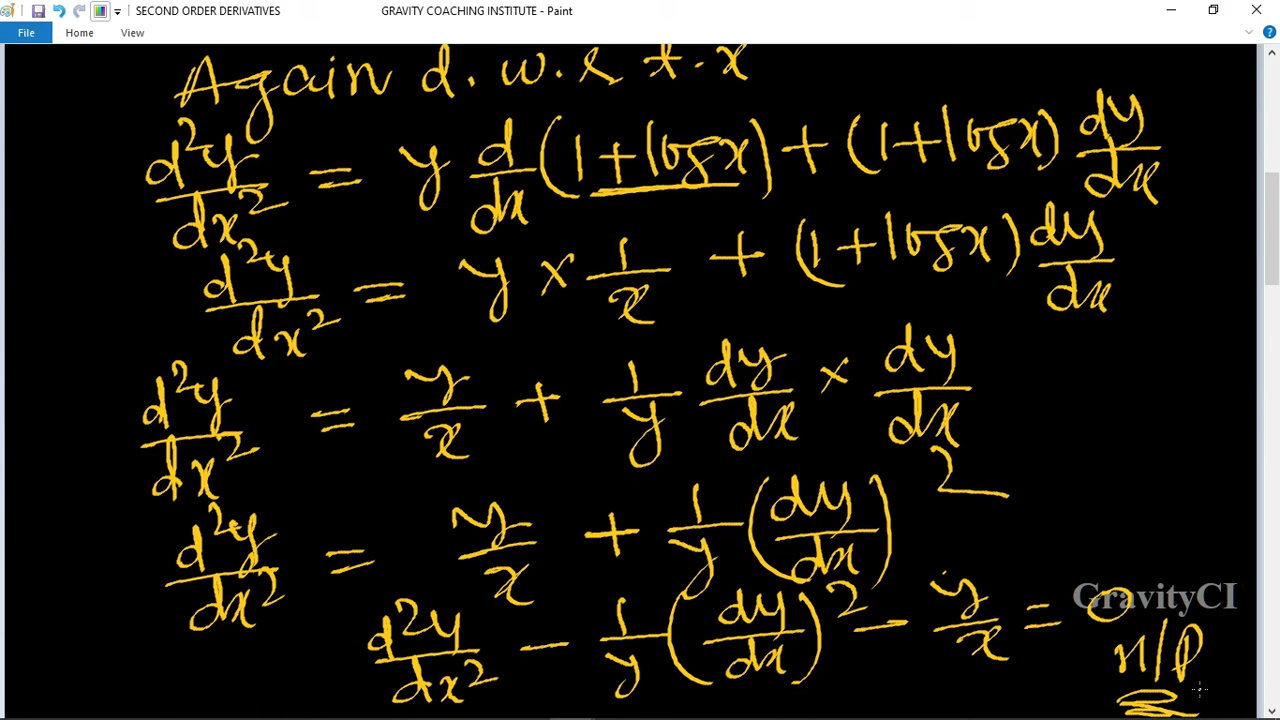 SECOND ORDER DERIVATIVES GRAVITY COACHING INSTITUTE - Paint
File Home View
Again d.w.r.t.x
d²y/dx² = y d/dx (1+logx) + (1+logx) dy/dx
d²y/dx² = y × 1/x + (1+logx) dy/dx
d²y/dx² = y/x + 1/y dy/dx × dy/dx
d²y/dx² = y/x + 1/y (dy/dx)²
d²y/dx² - 1/y (dy/dx)² - y/x = 0
GravityCI
H/P